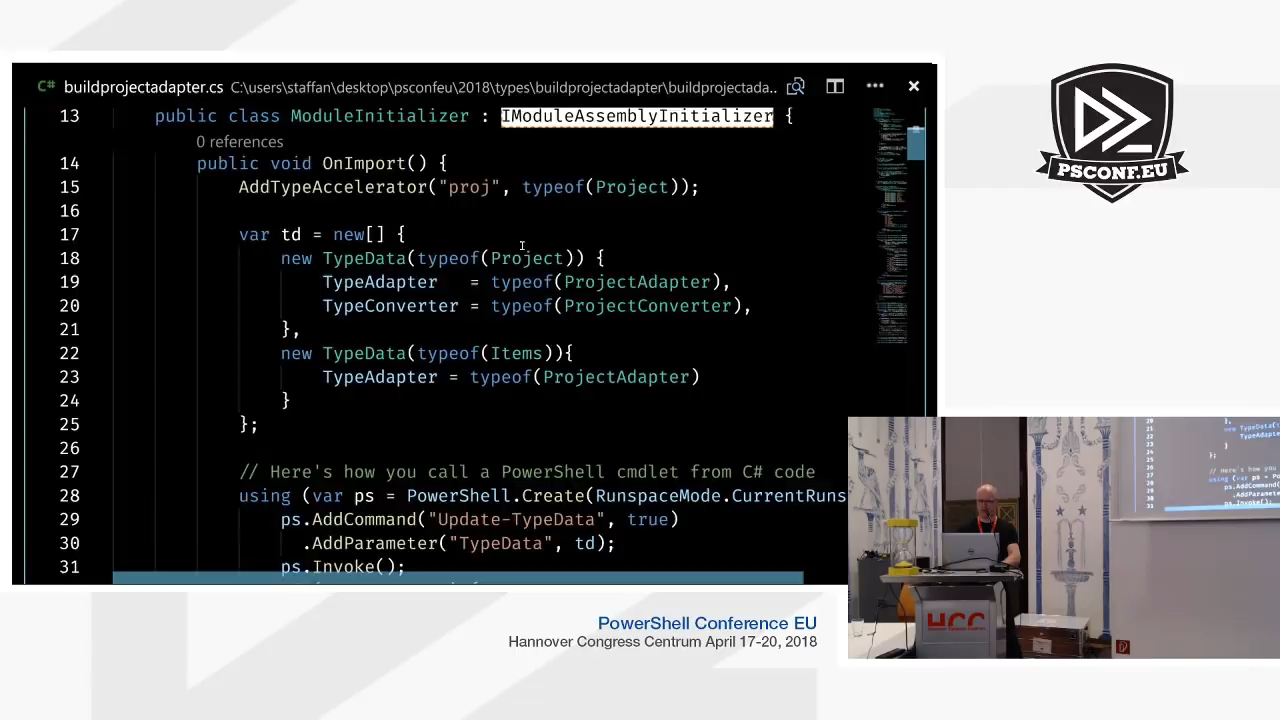 C# buildprojectadapter.cs C:\users\staffan\desktop\psconfeu\2018\types\buildprojectadapter\buildprojectada..
13 public class ModuleInitializer : IModuleAssemblyInitializer {
0 references
14 public void OnImport() {
15 AddTypeAccelerator("proj", typeof(Project));
16
17 var td = new[] {
18 new TypeData(typeof(Project)) {
19 TypeAdapter = typeof(ProjectAdapter),
20 TypeConverter = typeof(ProjectConverter),
21 },
22 new TypeData(typeof(Items)){
23 TypeAdapter = typeof(ProjectAdapter)
24 }
25 };
26
27 // Here's how you call a PowerShell cmdlet from C# code
28 using (var ps = PowerShell.Create(RunspaceMode.CurrentRuns
29 ps.AddCommand("Update-TypeData", true)
30 .AddParameter("TypeData", td);
31 ps.Invoke();
PSCONF.EU
HCC
PowerShell Conference EU
Hannover Congress Centrum April 17-20, 2018